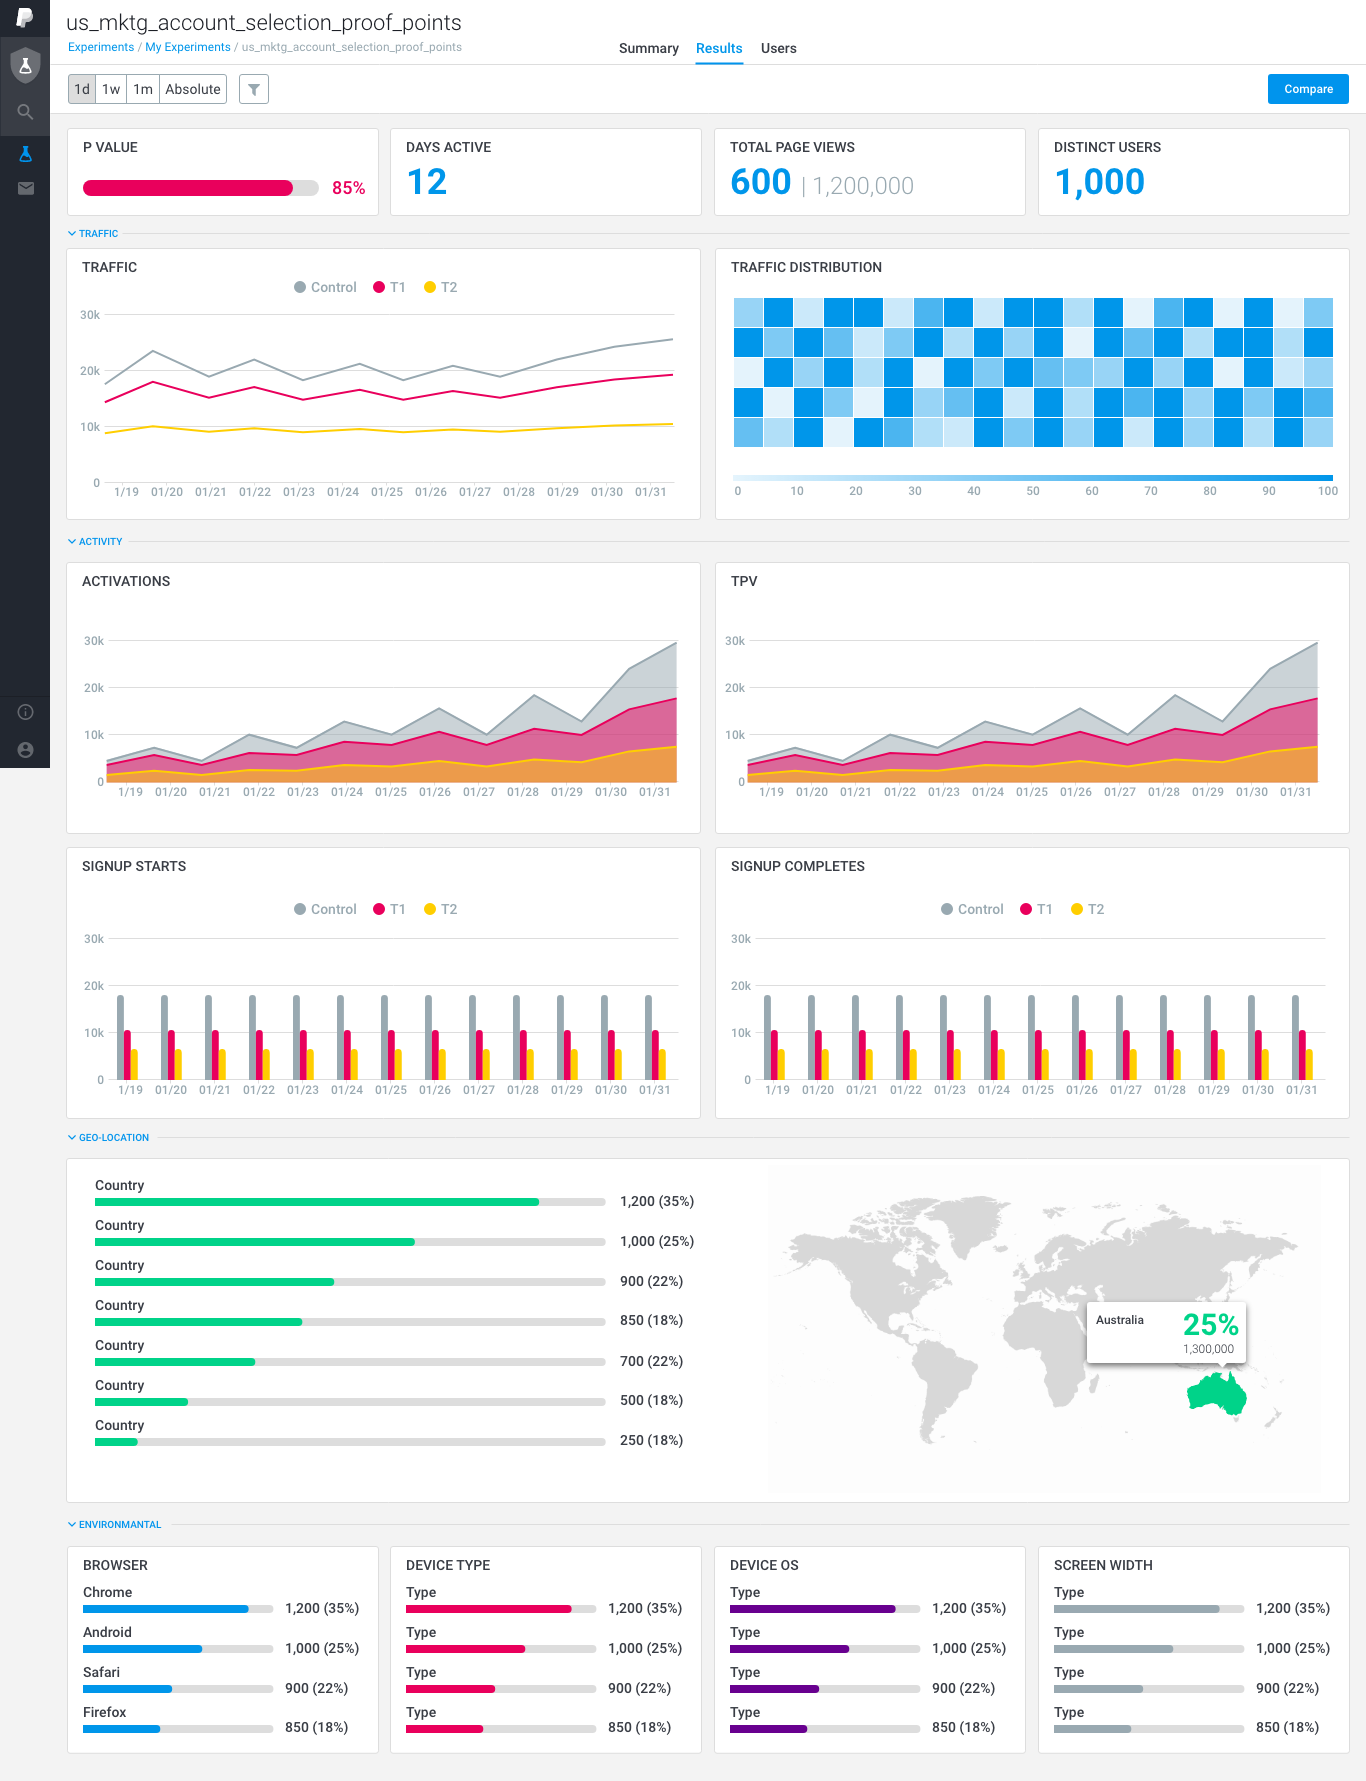 us_mktg_account_selection_proof_points
Experiments / My Experiments / us_mktg_account_selection_proof_points
Summary Results Users
1d 1w 1m Absolute
Compare
P VALUE
85%
DAYS ACTIVE
12
TOTAL PAGE VIEWS
600 | 1,200,000
DISTINCT USERS
1,000
TRAFFIC
TRAFFIC
Control T1 T2
30k
20k
10k
0
1/19 01/20 01/21 01/22 01/23 01/24 01/25 01/26 01/27 01/28 01/29 01/30 01/31
TRAFFIC DISTRIBUTION
0 10 20 30 40 50 60 70 80 90 100
ACTIVITY
ACTIVATIONS
30k
20k
10k
0
1/19 01/20 01/21 01/22 01/23 01/24 01/25 01/26 01/27 01/28 01/29 01/30 01/31
TPV
30k
20k
10k
0
1/19 01/20 01/21 01/22 01/23 01/24 01/25 01/26 01/27 01/28 01/29 01/30 01/31
SIGNUP STARTS
Control T1 T2
30k
20k
10k
0
1/19 01/20 01/21 01/22 01/23 01/24 01/25 01/26 01/27 01/28 01/29 01/30 01/31
SIGNUP COMPLETES
Control T1 T2
30k
20k
10k
0
1/19 01/20 01/21 01/22 01/23 01/24 01/25 01/26 01/27 01/28 01/29 01/30 01/31
GEO-LOCATION
Country
1,200 (35%)
Country
1,000 (25%)
Country
900 (22%)
Country
850 (18%)
Country
700 (22%)
Country
500 (18%)
Country
250 (18%)
Australia 25%
1,300,000
ENVIRONMANTAL
BROWSER
Chrome
1,200 (35%)
Android
1,000 (25%)
Safari
900 (22%)
Firefox
850 (18%)
DEVICE TYPE
Type
1,200 (35%)
Type
1,000 (25%)
Type
900 (22%)
Type
850 (18%)
DEVICE OS
Type
1,200 (35%)
Type
1,000 (25%)
Type
900 (22%)
Type
850 (18%)
SCREEN WIDTH
Type
1,200 (35%)
Type
1,000 (25%)
Type
900 (22%)
Type
850 (18%)